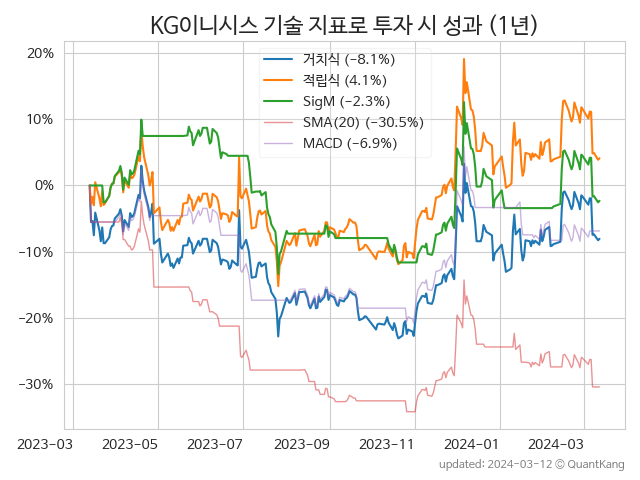 KG이니시스 기술 지표로 투자 시 성과 (1년)
거치식 (−8.1%)
적립식 (4.1%)
SigM (−2.3%)
SMA(20) (−30.5%)
MACD (−6.9%)
20%
10%
0%
−10%
−20%
−30%
2023-03 2023-05 2023-07 2023-09 2023-11 2024-01 2024-03
updated: 2024-03-12 © QuantKang